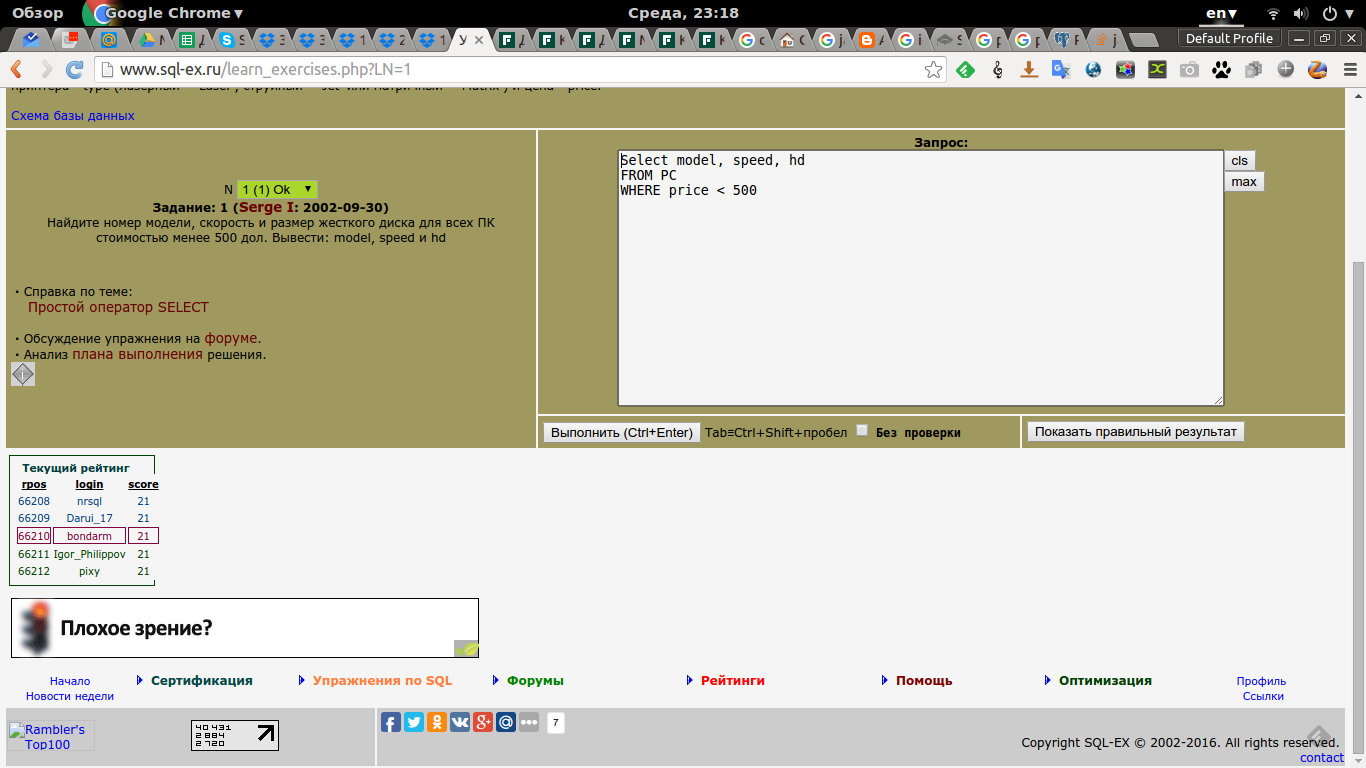 Обзор
Google Chrome ▾
Среда, 23:18
en▾
Default Profile
www.sql-ex.ru/learn_exercises.php?LN=1
Схема базы данных
N 1 (1) Ok
Задание: 1 (Serge I: 2002-09-30)
Найдите номер модели, скорость и размер жесткого диска для всех ПК
стоимостью менее 500 дол. Вывести: model, speed и hd
· Справка по теме:
Простой оператор SELECT
· Обсуждение упражнения на форуме.
· Анализ плана выполнения решения.
Запрос:
Select model, speed, hd
FROM PC
WHERE price < 500
cls
max
Выполнить (Ctrl+Enter) Tab≡Ctrl+Shift+пробел Без проверки
Показать правильный результат
Текущий рейтинг
rpos login score
66208 nrsql 21
66209 Darui_17 21
66210 bondarm 21
66211 Igor_Philippov 21
66212 pixy 21
Плохое зрение?
Начало
Новости недели
Сертификация
Упражнения по SQL
Форумы
Рейтинги
Помощь
Оптимизация
Профиль
Ссылки
Rambler's
Top100
40 431
2 884
2 720
7
Copyright SQL-EX © 2002-2016. All rights reserved.
contact